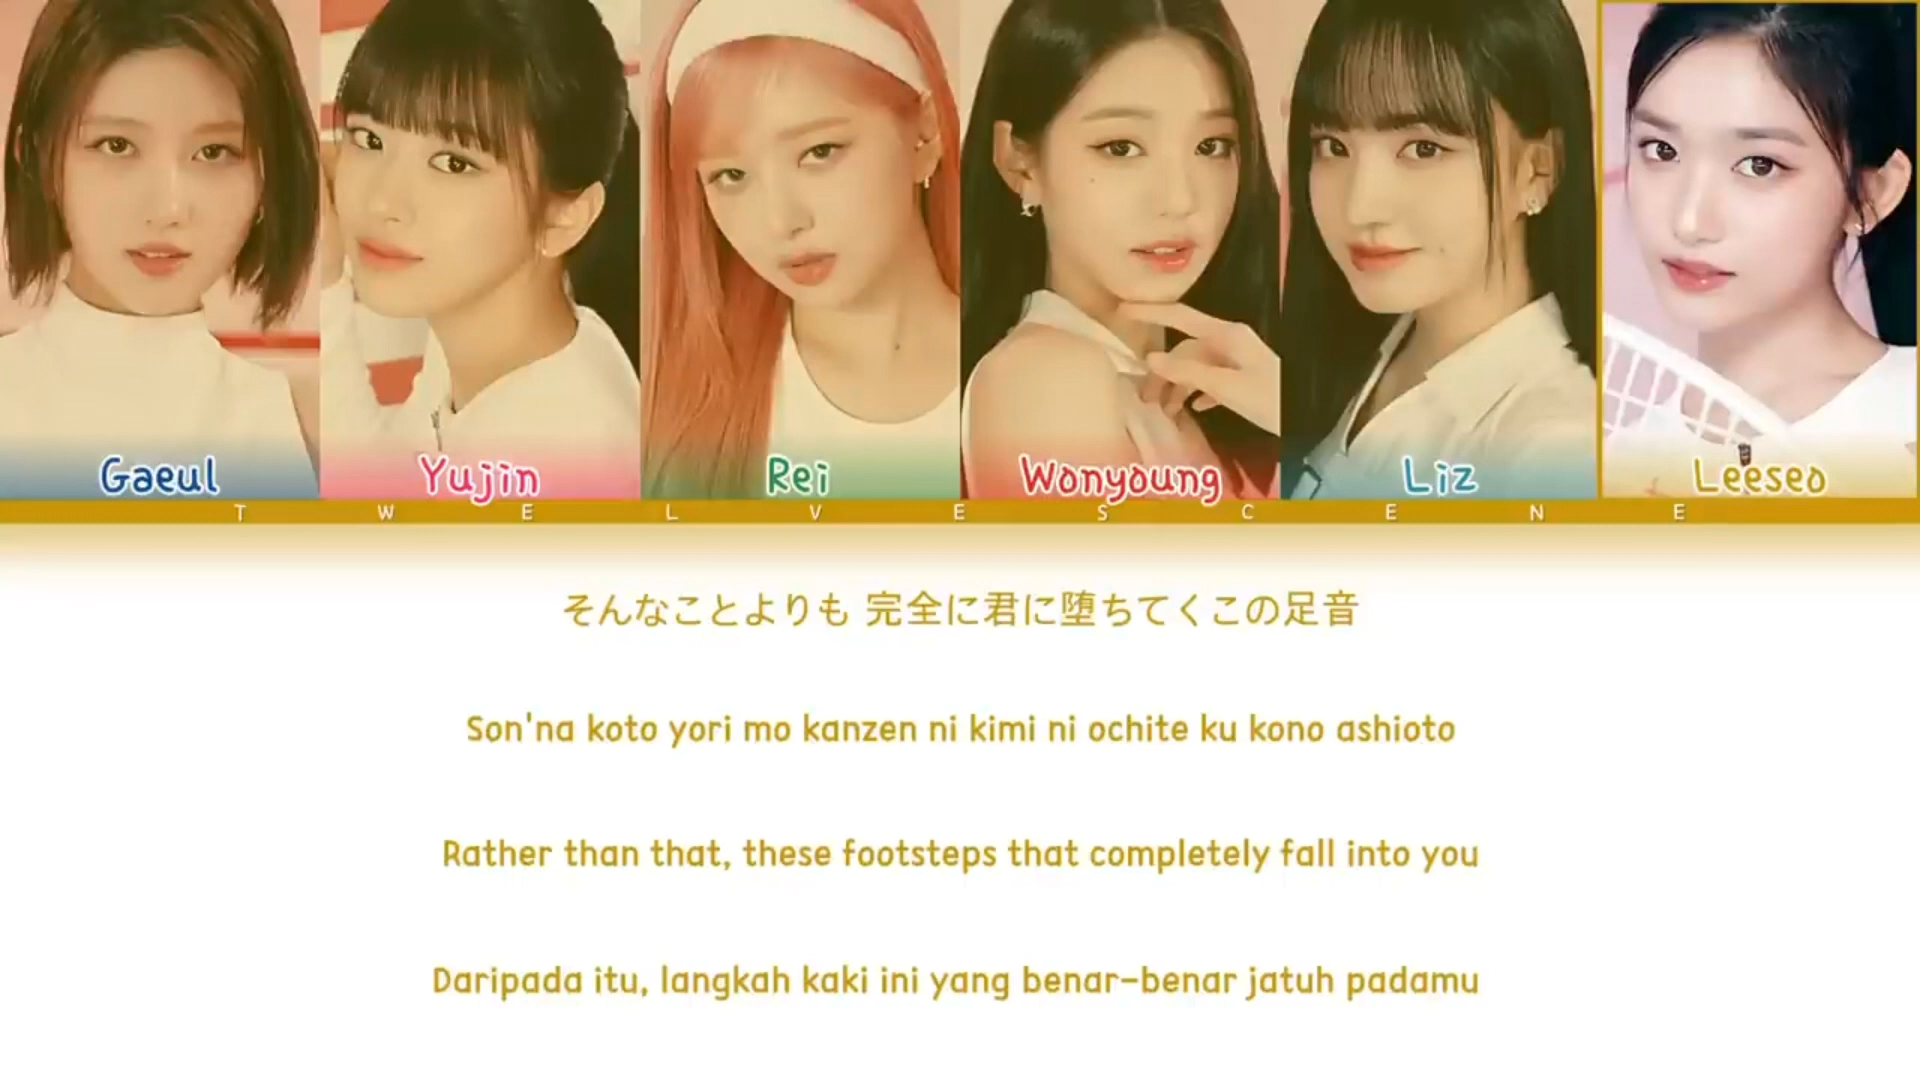 Gaeul Yujin Rei Wonyoung Liz Leeseo
T W E L V E S C E N E
そんなことよりも 完全に君に堕ちてくこの足音
Son'na koto yori mo kanzen ni kimi ni ochite ku kono ashioto
Rather than that, these footsteps that completely fall into you
Daripada itu, langkah kaki ini yang benar-benar jatuh padamu